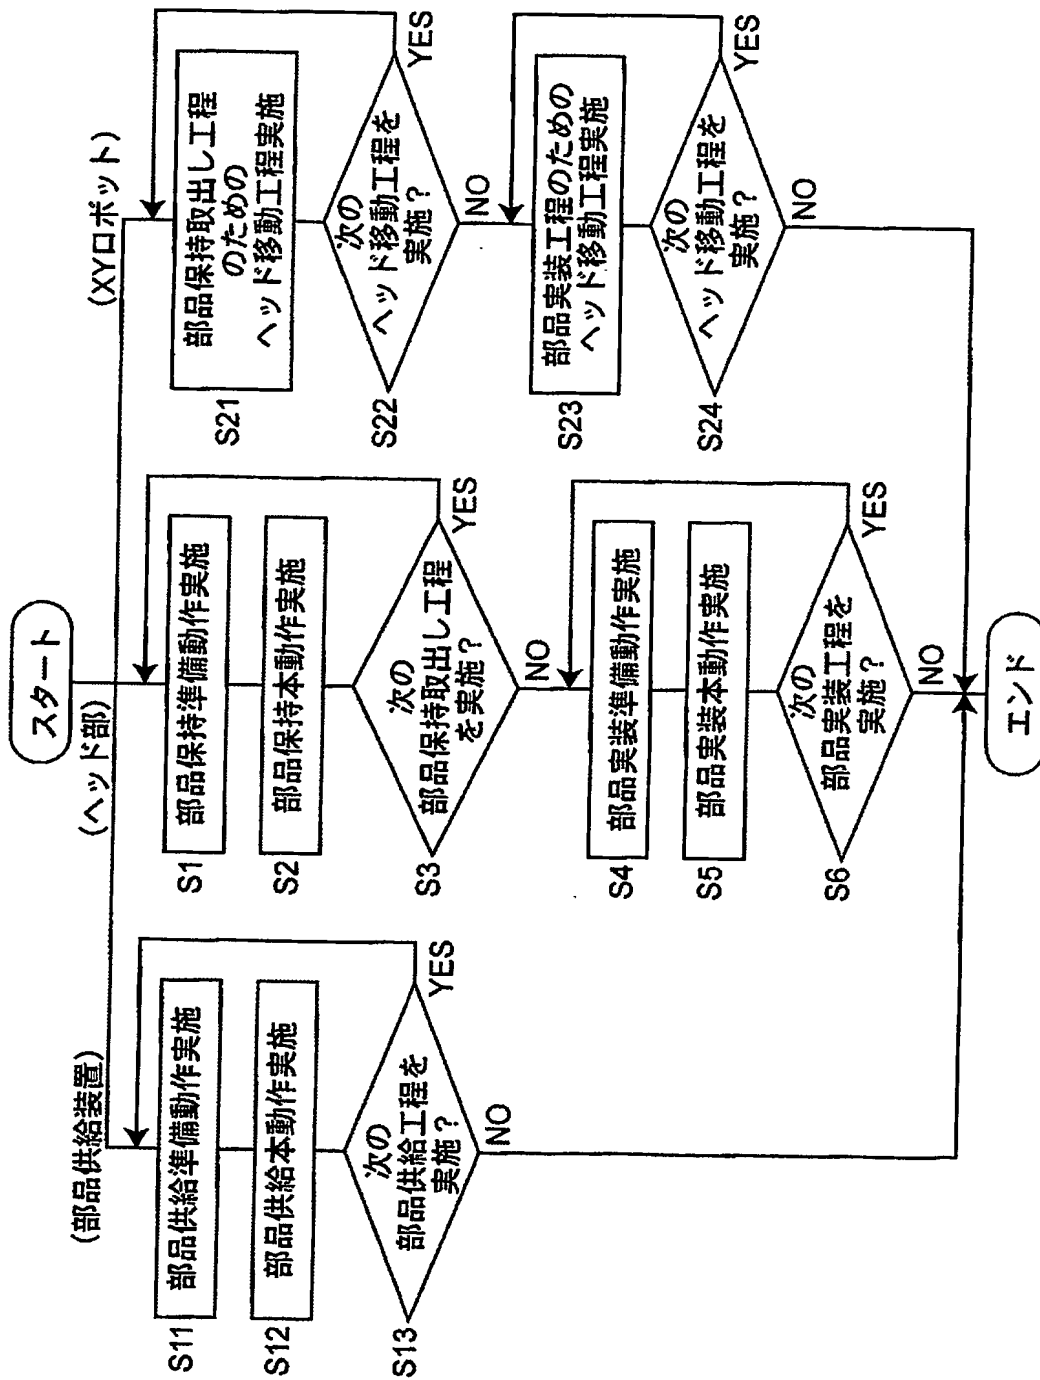 スタート
(部品供給装置)
S11
部品供給準備動作実施
S12
部品供給本動作実施
S13
次の
部品供給工程を
実施？
YES
NO
(ヘッド部)
S1
部品保持準備動作実施
S2
部品保持本動作実施
S3
次の
部品保持取出し工程
を実施？
YES
NO
S4
部品実装準備動作実施
S5
部品実装本動作実施
S6
次の
部品実装工程を
実施？
YES
NO
(XYロボット)
S21
部品保持取出し工程
のための
ヘッド移動工程実施
S22
次の
ヘッド移動工程を
実施？
YES
NO
S23
部品実装工程のための
ヘッド移動工程実施
S24
次の
ヘッド移動工程を
実施？
YES
NO
エンド